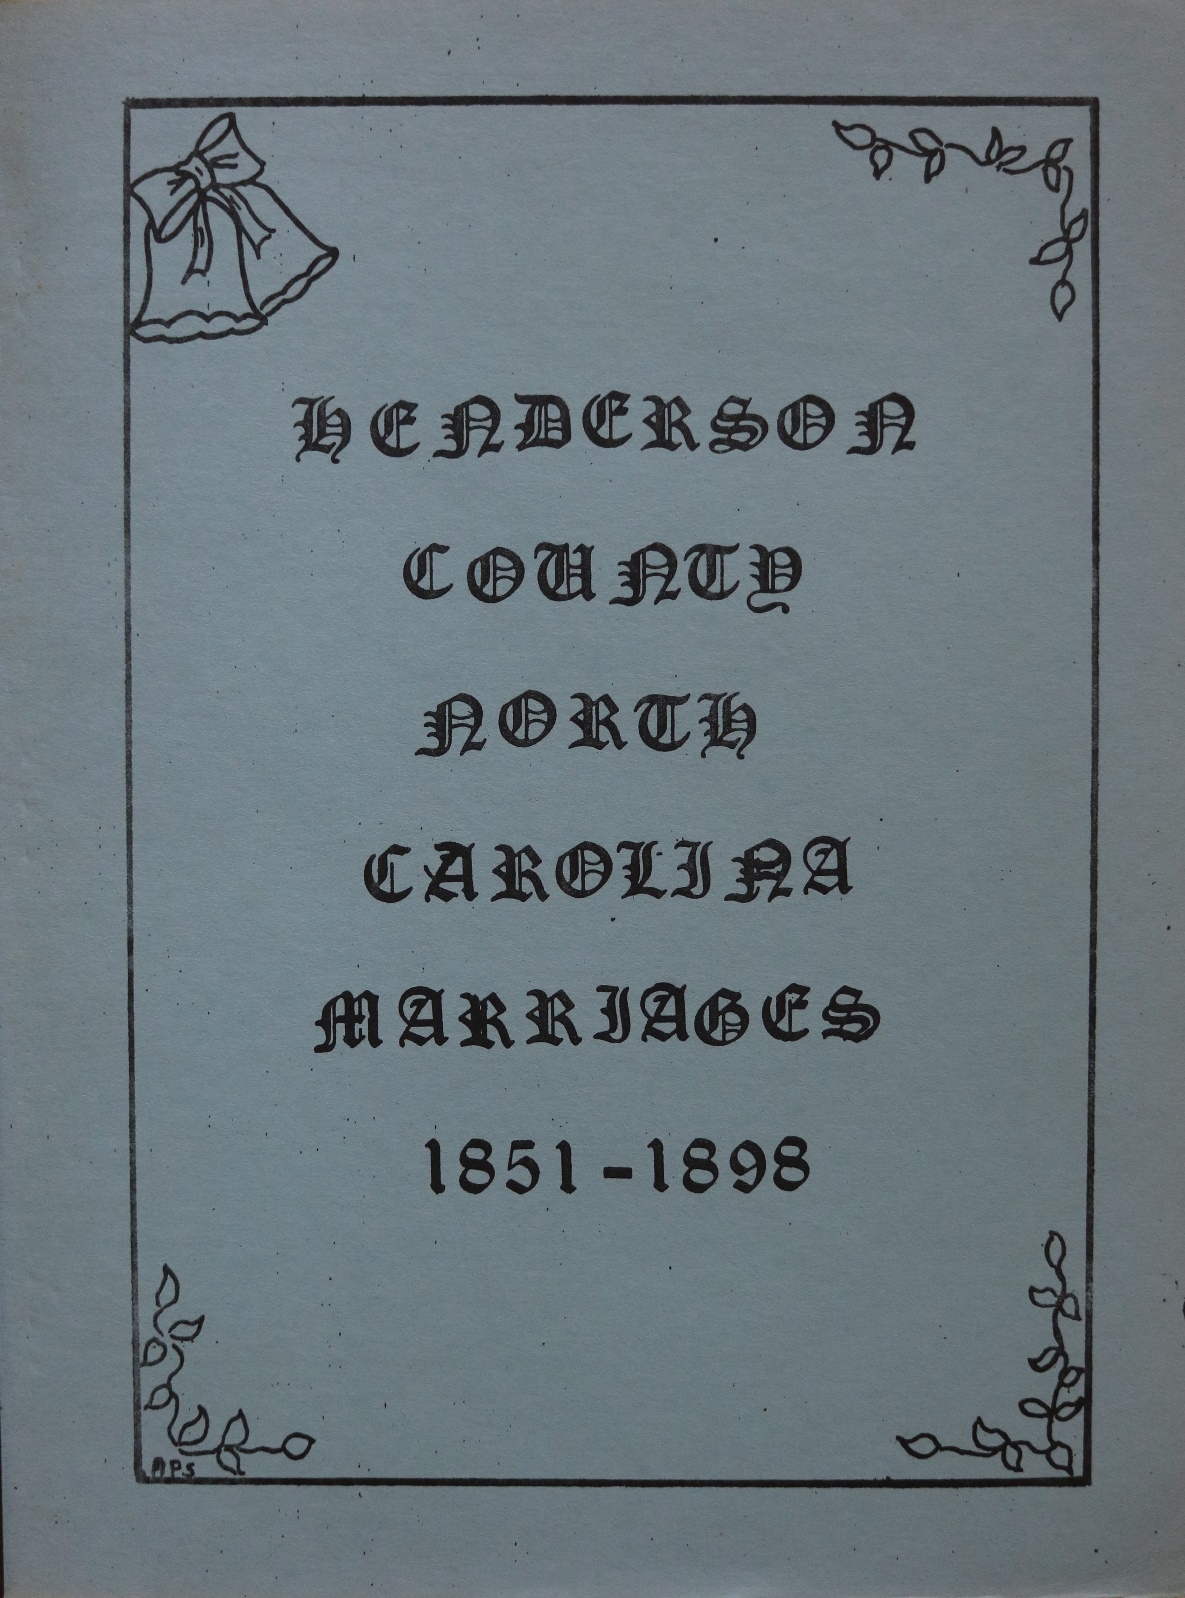 HENDERSON
COUNTY
NORTH
CAROLINA
MARRIAGES
1851-1898
APS